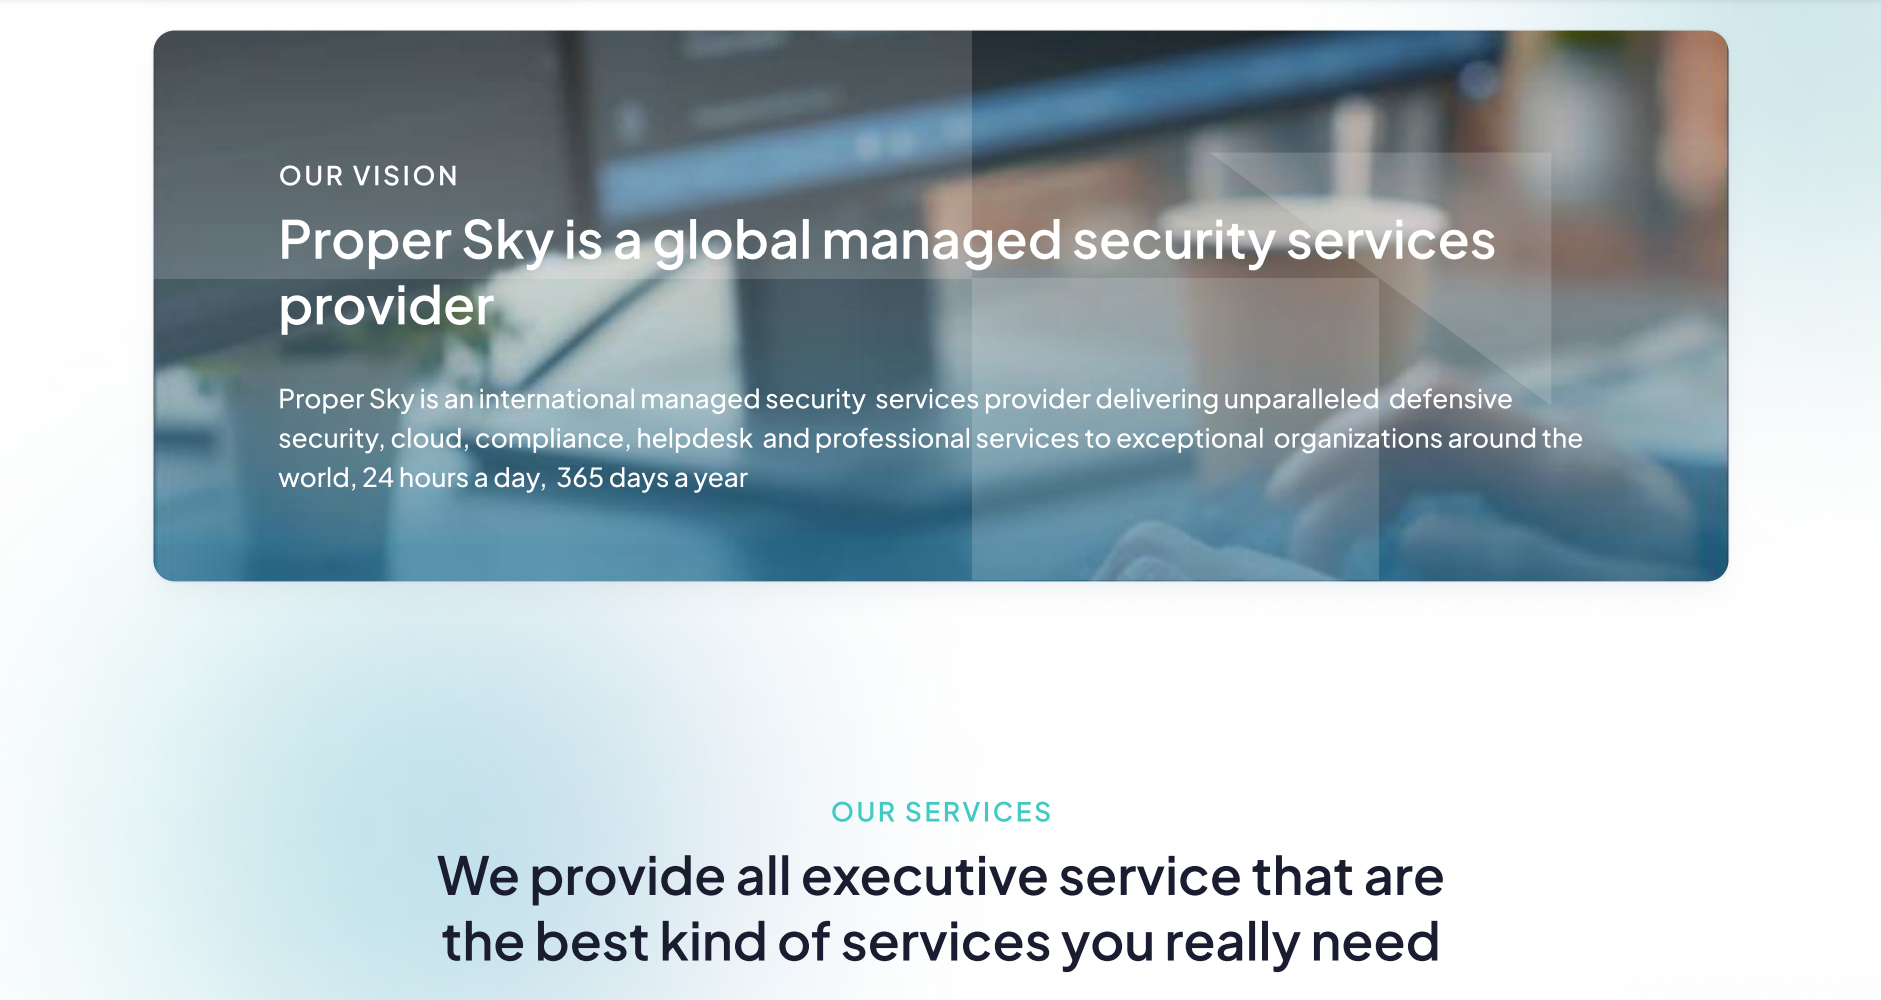 OUR VISION
Proper Sky is a global managed security services
provider
Proper Sky is an international managed security  services provider delivering unparalleled  defensive
security, cloud, compliance, helpdesk  and professional services to exceptional  organizations around the
world, 24 hours a day,  365 days a year
OUR SERVICES
We provide all executive service that are
the best kind of services you really need